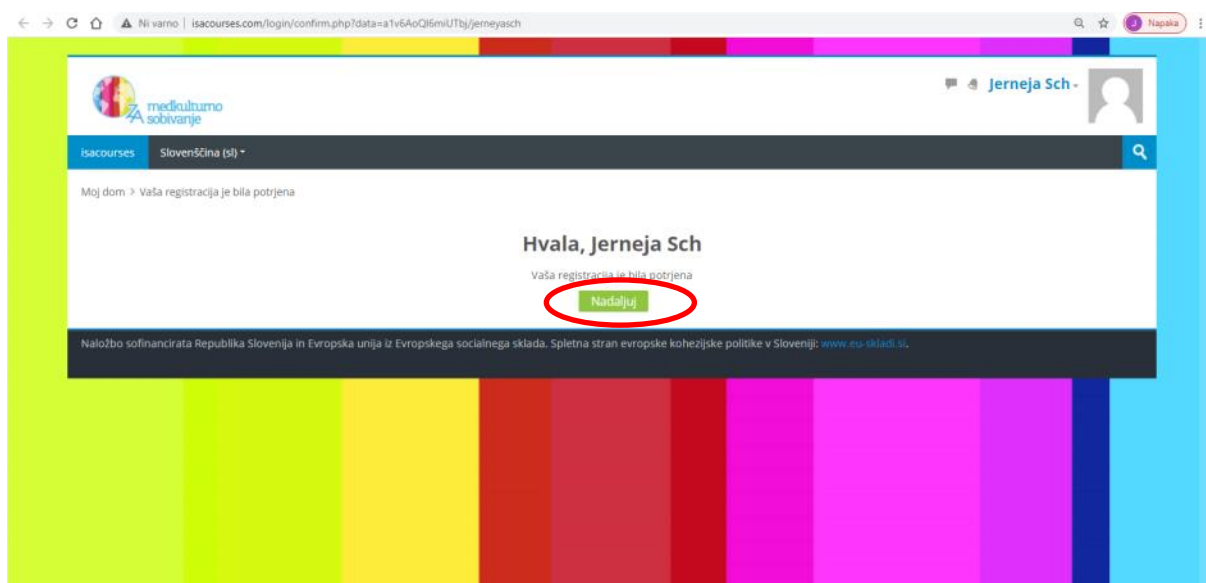 Ni varno | isacourses.com/login/confirm.php?data=a1v6AoQl6miUTbj/jerneyasch
J Napaka
ZA medkulturno
sobivanje
Jerneja Sch
isacourses Slovenščina (sl)
Moj dom > Vaša registracija je bila potrjena
Hvala, Jerneja Sch
Vaša registracija je bila potrjena
Nadaljuj
Naložbo sofinancirata Republika Slovenija in Evropska unija iz Evropskega socialnega sklada. Spletna stran evropske kohezijske politike v Sloveniji: www.eu-skladi.si.